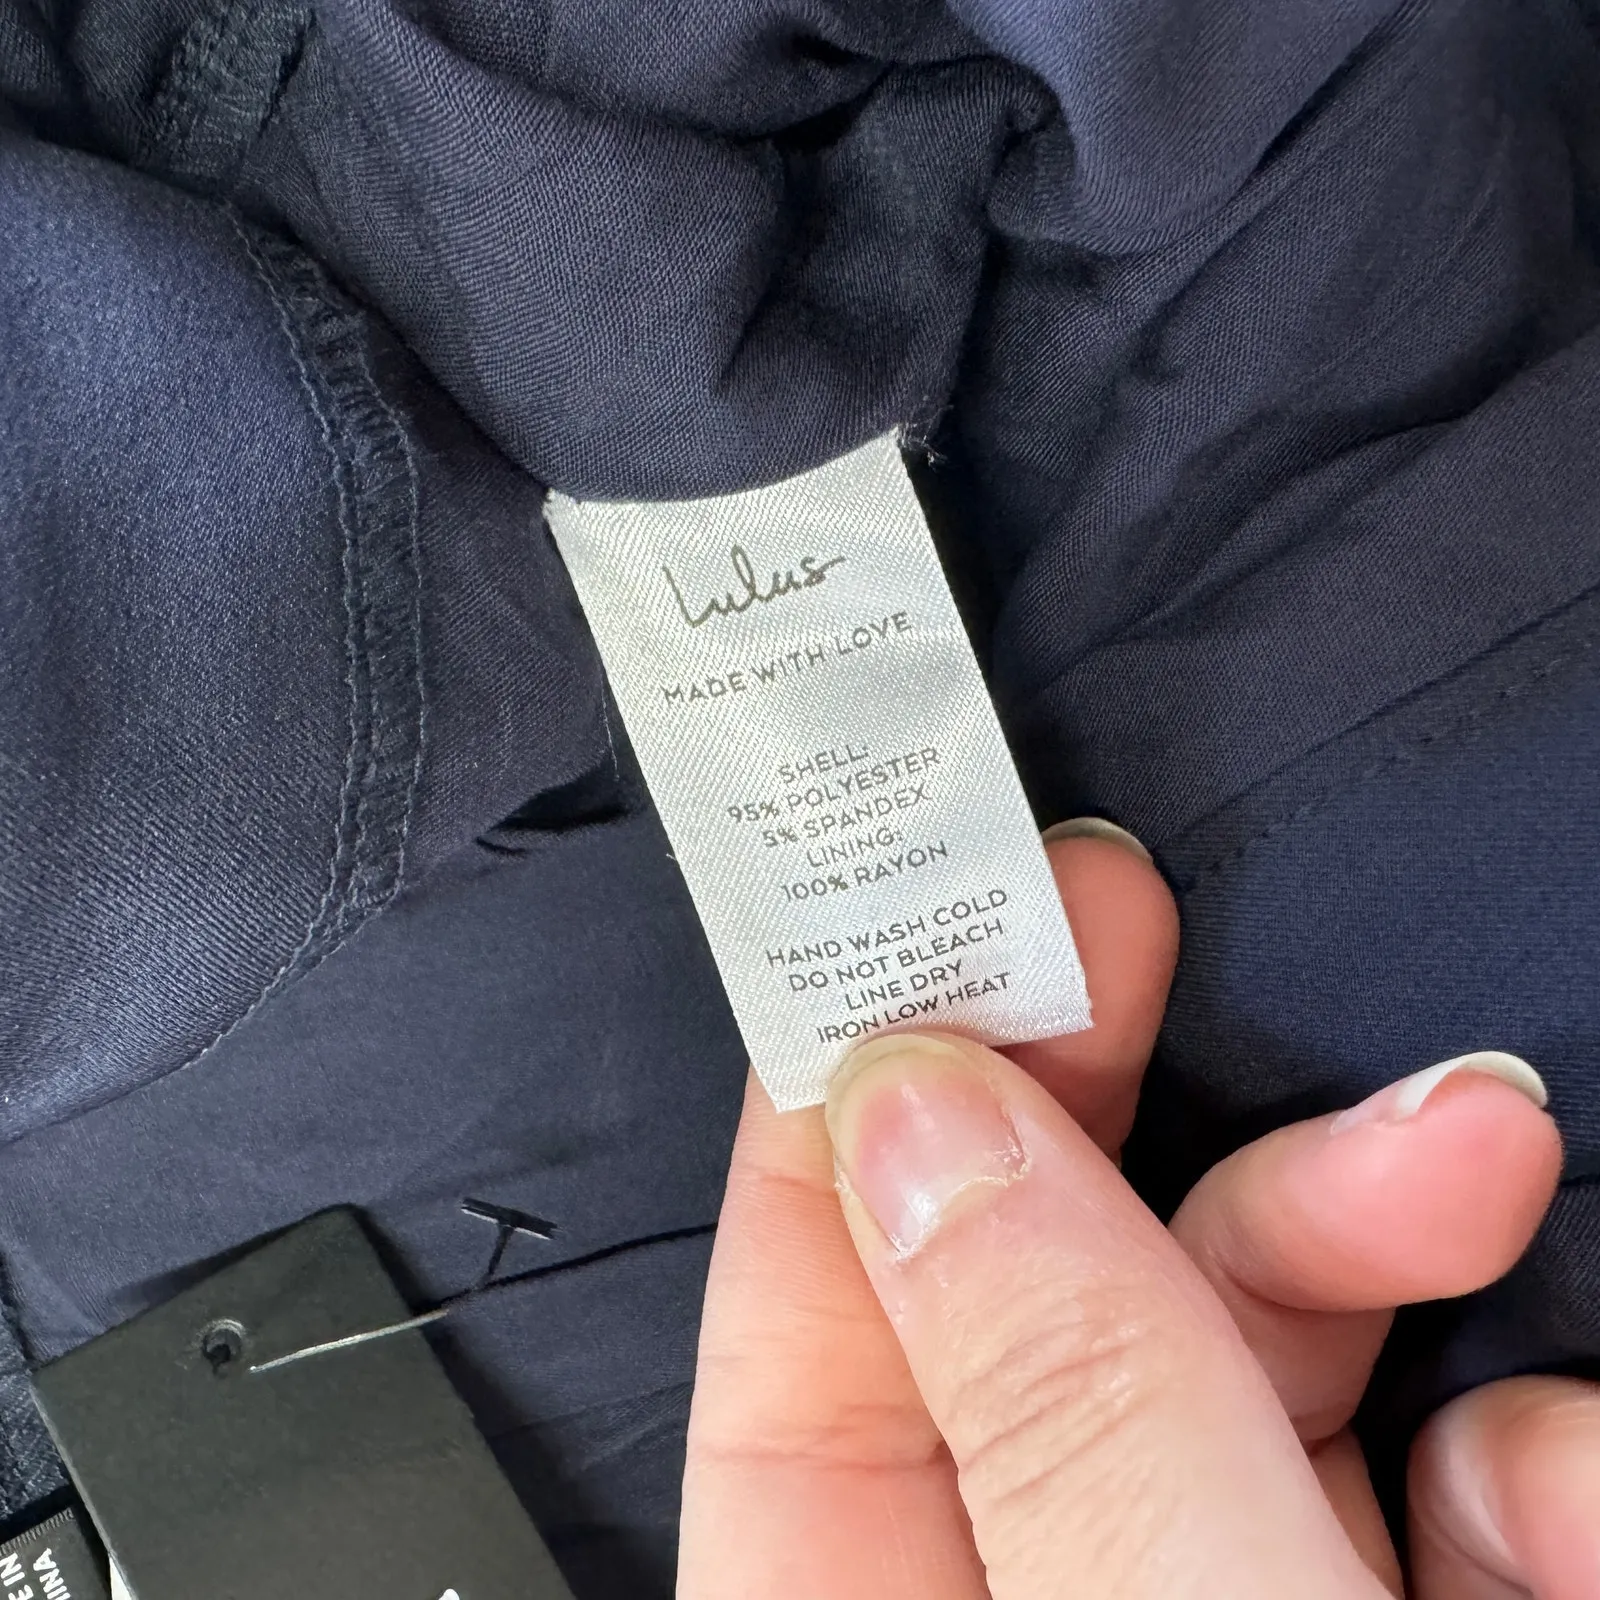 Lulus
MADE WITH LOVE
SHELL:
95% POLYESTER
5% SPANDEX
LINING:
100% RAYON
HAND WASH COLD
DO NOT BLEACH
LINE DRY
IRON LOW HEAT